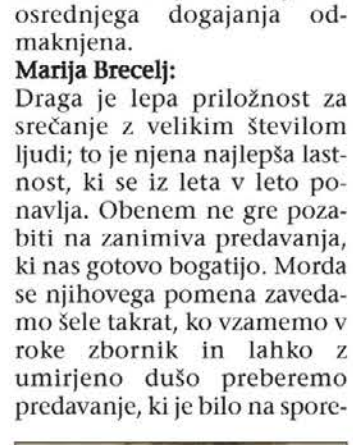 osrednjega dogajanja od-
maknjena.
Marija Brecelj:
Draga je lepa priložnost za
srečanje z velikim številom
ljudi; to je njena najlepša last-
nost, ki se iz leta v leto po-
navlja. Obenem ne gre poza-
biti na zanimiva predavanja,
ki nas gotovo bogatijo. Morda
se njihovega pomena zaveda-
mo šele takrat, ko vzamemo v
roke zbornik in lahko z
umirjeno dušo preberemo
predavanje, ki je bilo na spore-